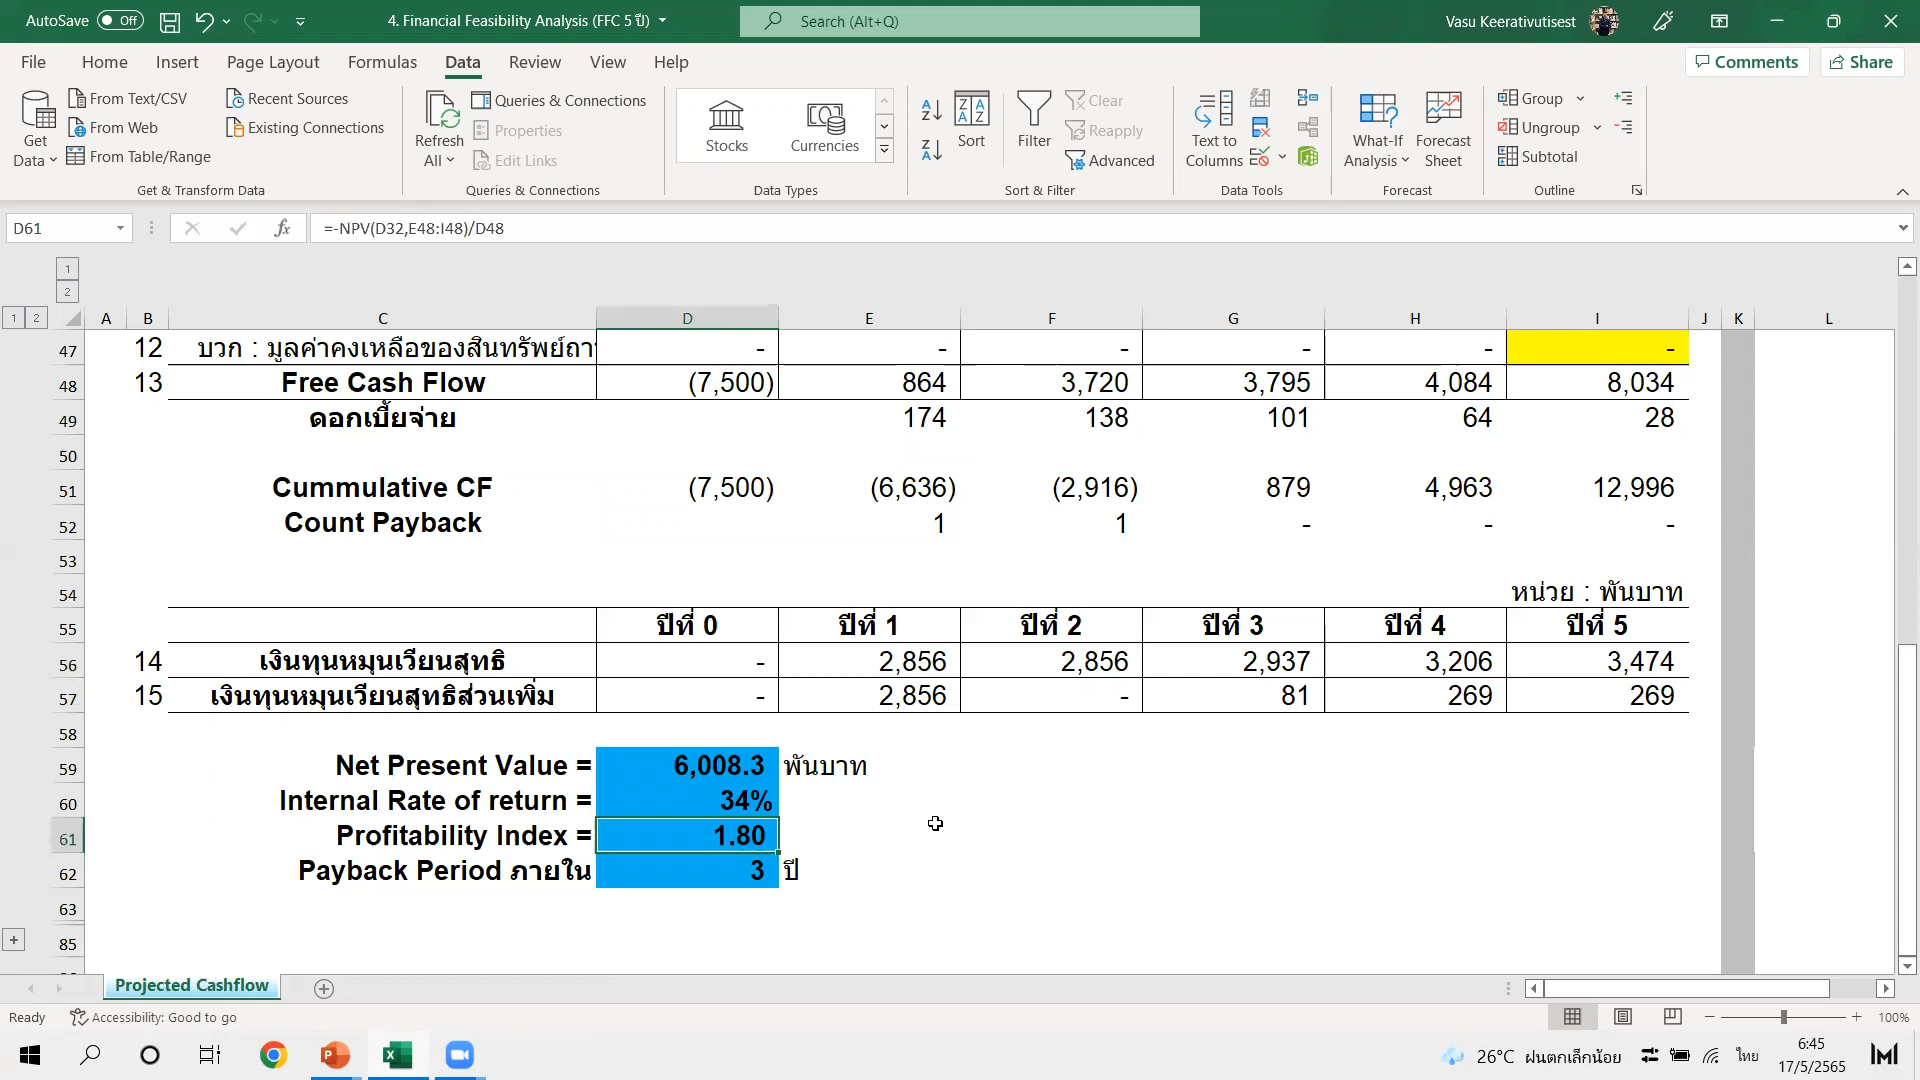 AutoSave Off 4. Financial Feasibility Analysis (FFC 5 ปี) Search (Alt+Q) Vasu Keerativutisest
File Home Insert Page Layout Formulas Data Review View Help Comments Share
Get Data From Text/CSV From Web From Table/Range Recent Sources Existing Connections
Get & Transform Data
Refresh All Queries & Connections Properties Edit Links
Queries & Connections
Stocks Currencies
Data Types
Sort Filter Clear Reapply Advanced
Sort & Filter
Text to Columns
Data Tools
What-If Analysis Forecast Sheet
Forecast
Group Ungroup Subtotal
Outline
D61 fx =-NPV(D32,E48:I48)/D48
1
2
1 2 A B C D E F G H I J K L
47 12 บวก : มูลค่าคงเหลือของสินทรัพย์ถา - - - - - -
48 13 Free Cash Flow (7,500) 864 3,720 3,795 4,084 8,034
49 ดอกเบี้ยจ่าย 174 138 101 64 28
50
51 Cummulative CF (7,500) (6,636) (2,916) 879 4,963 12,996
52 Count Payback 1 1 - - -
53
54 หน่วย : พันบาท
55 ปีที่ 0 ปีที่ 1 ปีที่ 2 ปีที่ 3 ปีที่ 4 ปีที่ 5
56 14 เงินทุนหมุนเวียนสุทธิ - 2,856 2,856 2,937 3,206 3,474
57 15 เงินทุนหมุนเวียนสุทธิส่วนเพิ่ม - 2,856 - 81 269 269
58
59 Net Present Value = 6,008.3 พันบาท
60 Internal Rate of return = 34%
61 Profitability Index = 1.80
62 Payback Period ภายใน 3 ปี
63
85
Projected Cashflow
Ready Accessibility: Good to go 100%
26°C ฝนตกเล็กน้อย ไทย 6:45
17/5/2565